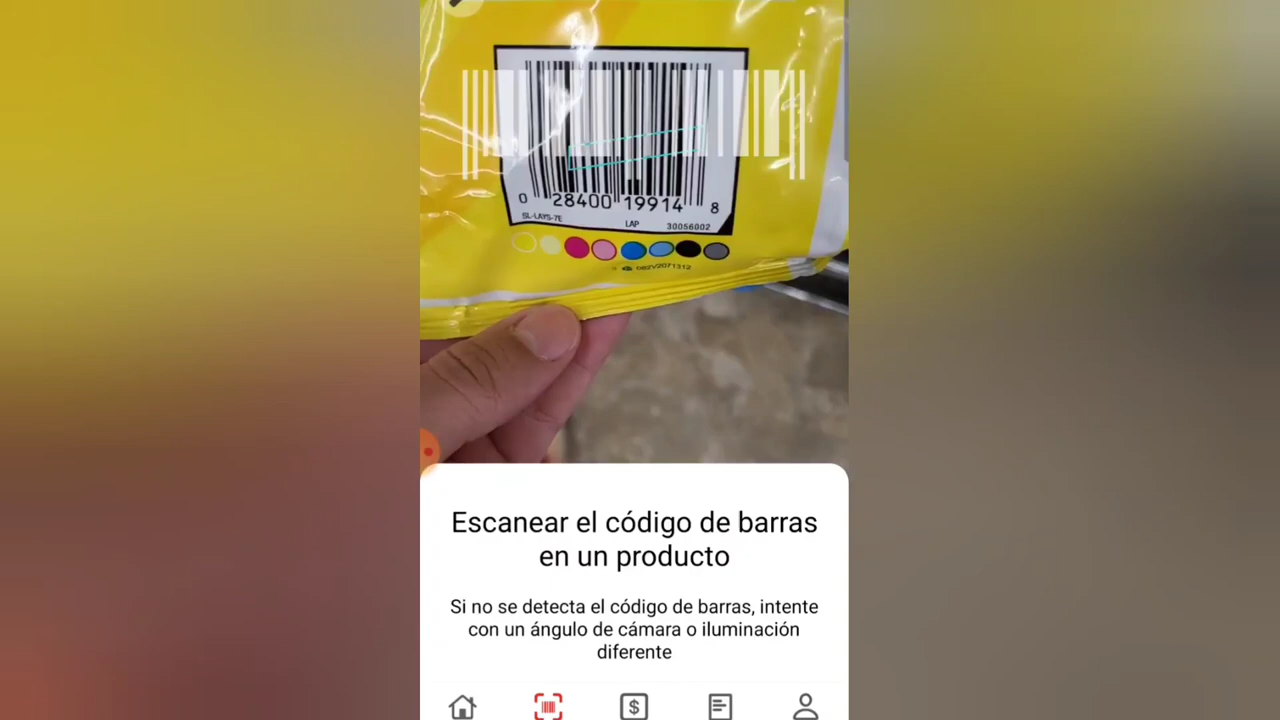 0 28400 19914 8
SL-LAYS-7E LAP 30056002
082V2071312
Escanear el código de barras
en un producto
Si no se detecta el código de barras, intente
con un ángulo de cámara o iluminación
diferente
$